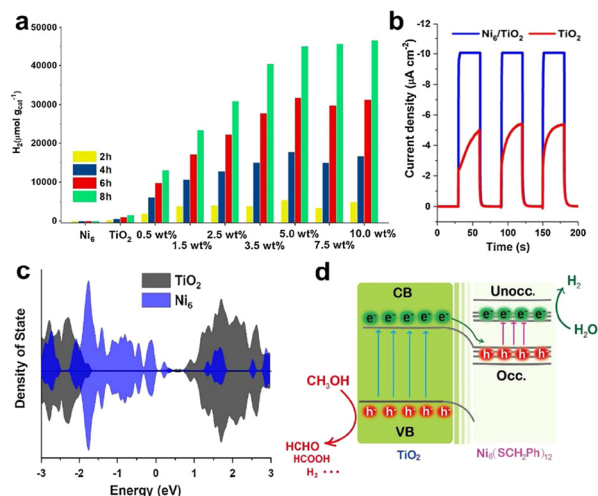 a
H₂(μmol gcat⁻¹)
50000
40000
30000
20000
10000
0
2h
4h
6h
8h
Ni₆ TiO₂ 0.5 wt% 2.5 wt% 5.0 wt% 10.0 wt%
1.5 wt% 3.5 wt% 7.5 wt%
b
Ni₆/TiO₂ TiO₂
Current density (μA cm⁻²)
-12
-10
-8
-6
-4
-2
0
0 50 100 150 200
Time (s)
c
TiO₂
Ni₆
Density of State
-3 -2 -1 0 1 2 3
Energy (eV)
d
CB
Unocc.
H₂
e⁻ e⁻ e⁻ e⁻ e⁻
e⁻ e⁻ e⁻ e⁻
H₂O
h h h h
Occ.
CH₃OH
h h h h h
HCHO
HCOOH
H₂ ···
VB
TiO₂
Ni₆(SCH₂Ph)₁₂